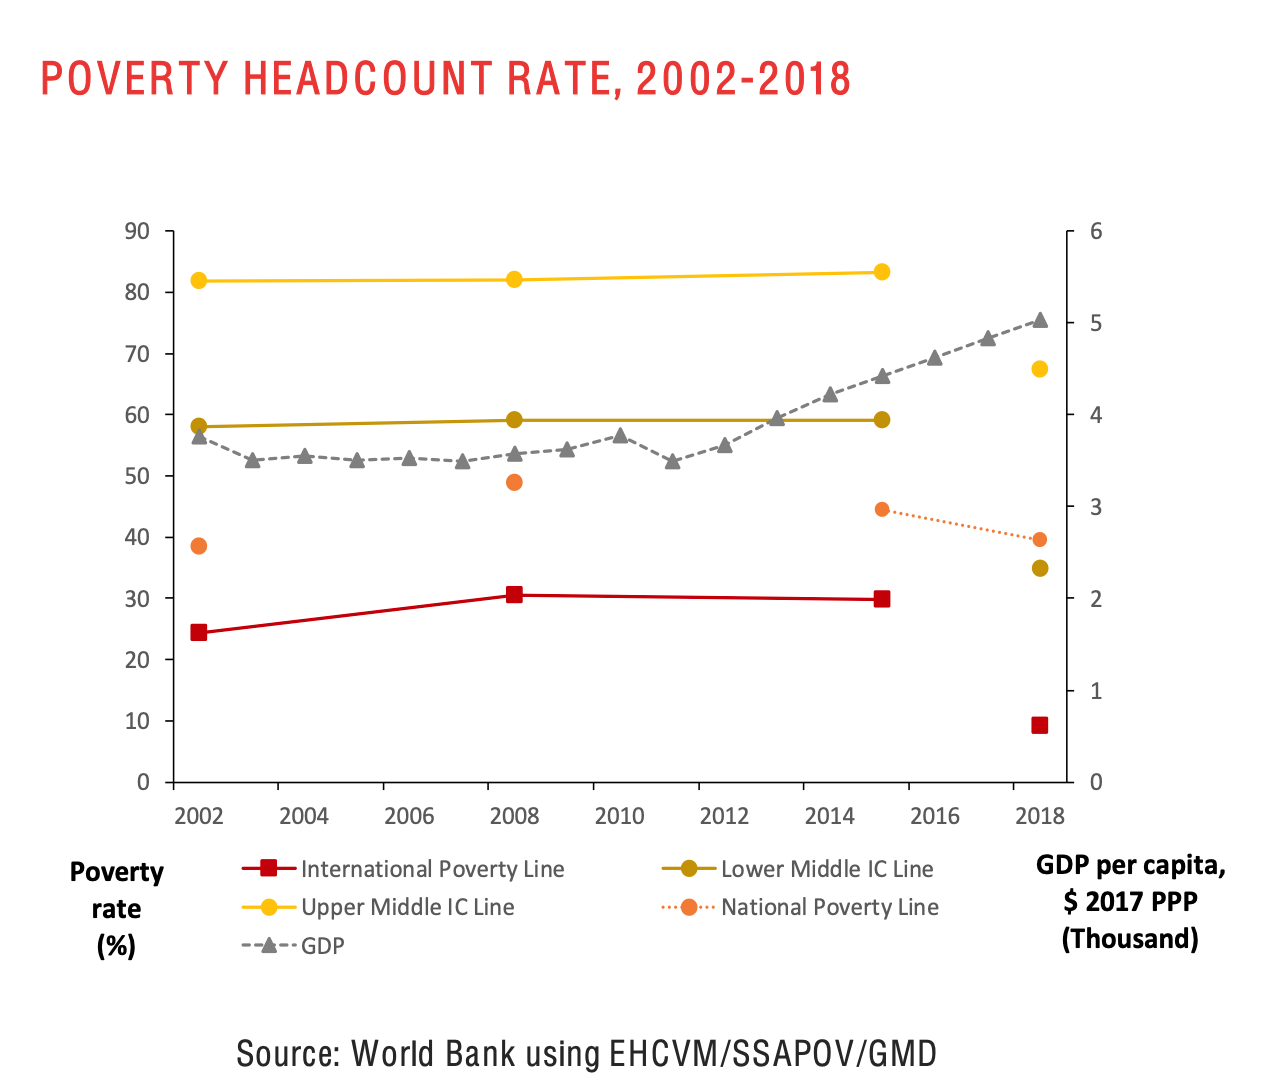 POVERTY HEADCOUNT RATE, 2002-2018
90
80
70
60
50
40
30
20
10
0
6
5
4
3
2
1
0
2002 2004 2006 2008 2010 2012 2014 2016 2018
Poverty
rate
(%)
International Poverty Line
Lower Middle IC Line
Upper Middle IC Line
National Poverty Line
GDP
GDP per capita,
$ 2017 PPP
(Thousand)
Source: World Bank using EHCVM/SSAPOV/GMD